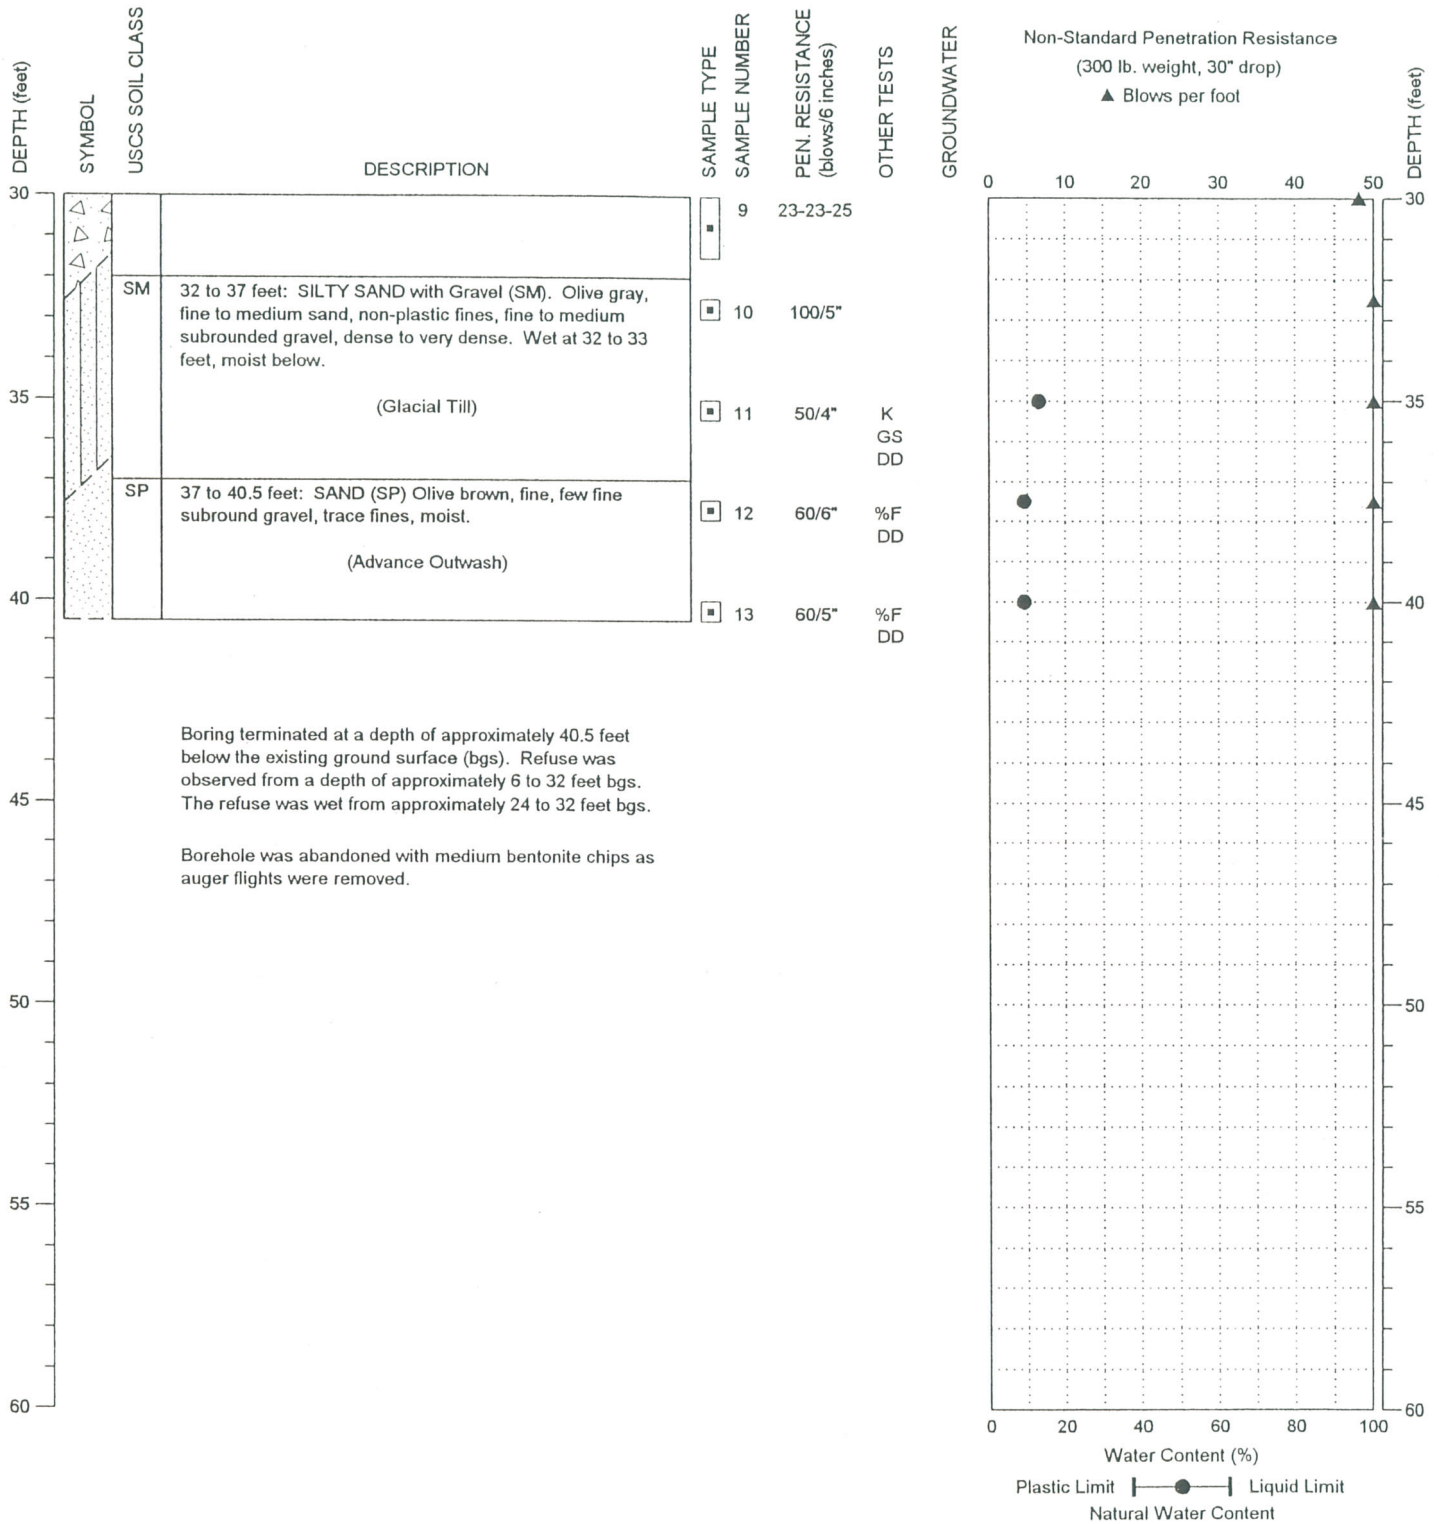 DEPTH (feet)
SYMBOL
USCS SOIL CLASS
DESCRIPTION
SAMPLE TYPE
SAMPLE NUMBER
PEN. RESISTANCE
(blows/6 inches)
OTHER TESTS
GROUNDWATER
Non-Standard Penetration Resistance
(300 lb. weight, 30" drop)
▲ Blows per foot
DEPTH (feet)
0 10 20 30 40 50
30
9 23-23-25
30
SM
32 to 37 feet: SILTY SAND with Gravel (SM). Olive gray,
fine to medium sand, non-plastic fines, fine to medium
subrounded gravel, dense to very dense. Wet at 32 to 33
feet, moist below.
10 100/5"
35
(Glacial Till)
11 50/4" K
GS
DD
35
SP
37 to 40.5 feet: SAND (SP) Olive brown, fine, few fine
subround gravel, trace fines, moist.
12 60/6" %F
DD
(Advance Outwash)
40
13 60/5" %F
DD
40
Boring terminated at a depth of approximately 40.5 feet
below the existing ground surface (bgs). Refuse was
observed from a depth of approximately 6 to 32 feet bgs.
The refuse was wet from approximately 24 to 32 feet bgs.
45
45
Borehole was abandoned with medium bentonite chips as
auger flights were removed.
50
50
55
55
60
60
0 20 40 60 80 100
Water Content (%)
Plastic Limit Liquid Limit
Natural Water Content